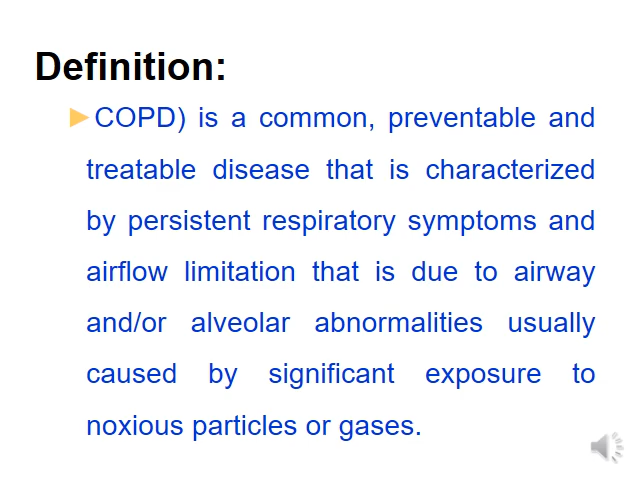 Definition:
COPD) is a common, preventable and
treatable disease that is characterized
by persistent respiratory symptoms and
airflow limitation that is due to airway
and/or alveolar abnormalities usually
caused by significant exposure to
noxious particles or gases.